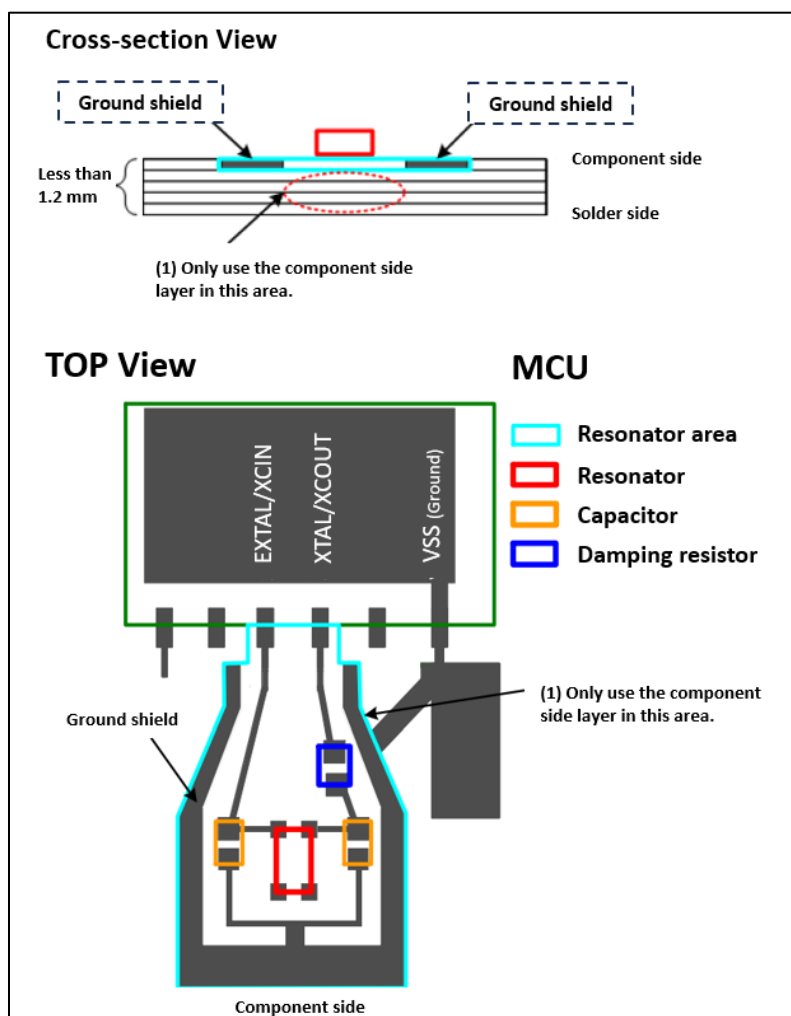 Cross-section View
Ground shield
Ground shield
Less than
1.2 mm
Component side
Solder side
(1) Only use the component side
layer in this area.
TOP View
MCU
EXTAL/XCIN
XTAL/XCOUT
VSS (Ground)
Resonator area
Resonator
Capacitor
Damping resistor
Ground shield
(1) Only use the component
side layer in this area.
Component side